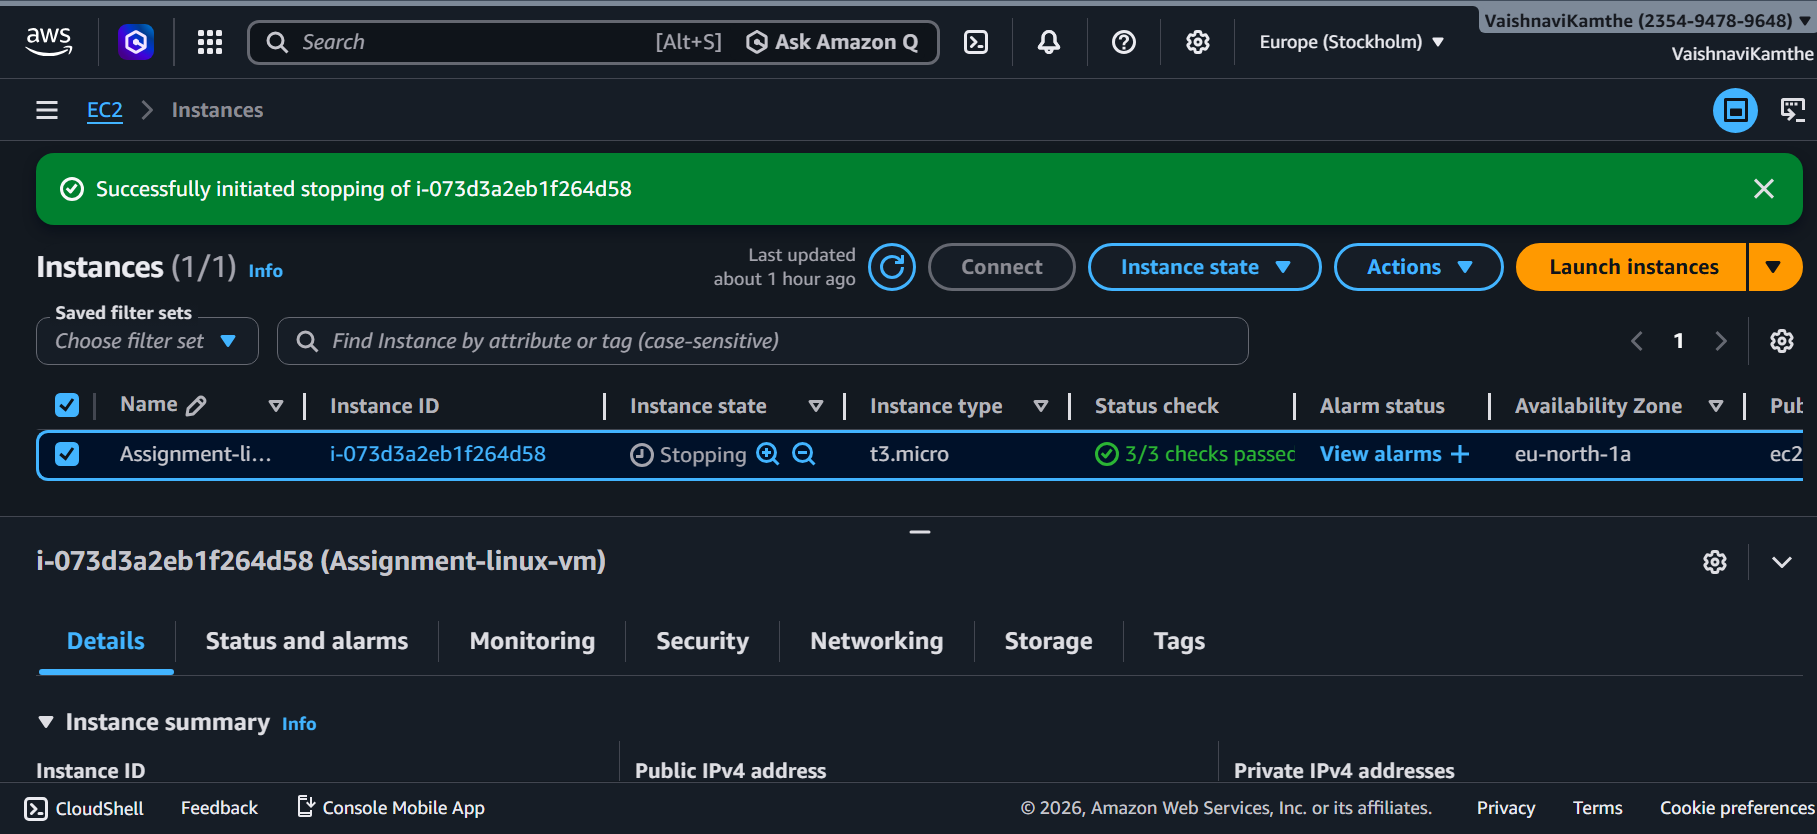 VaishnaviKamthe (2354-9478-9648)
aws
Search [Alt+S] Ask Amazon Q
Europe (Stockholm)
VaishnaviKamthe
EC2 Instances
Successfully initiated stopping of i-073d3a2eb1f264d58
Instances (1/1) Info
Last updated
about 1 hour ago
Connect Instance state Actions Launch instances
Saved filter sets
Choose filter set
Find Instance by attribute or tag (case-sensitive)
1
Name Instance ID Instance state Instance type Status check Alarm status Availability Zone Put
Assignment-li... i-073d3a2eb1f264d58 Stopping t3.micro 3/3 checks passed View alarms + eu-north-1a ec2
i-073d3a2eb1f264d58 (Assignment-linux-vm)
Details Status and alarms Monitoring Security Networking Storage Tags
Instance summary Info
Instance ID Public IPv4 address Private IPv4 addresses
CloudShell Feedback Console Mobile App © 2026, Amazon Web Services, Inc. or its affiliates. Privacy Terms Cookie preferences